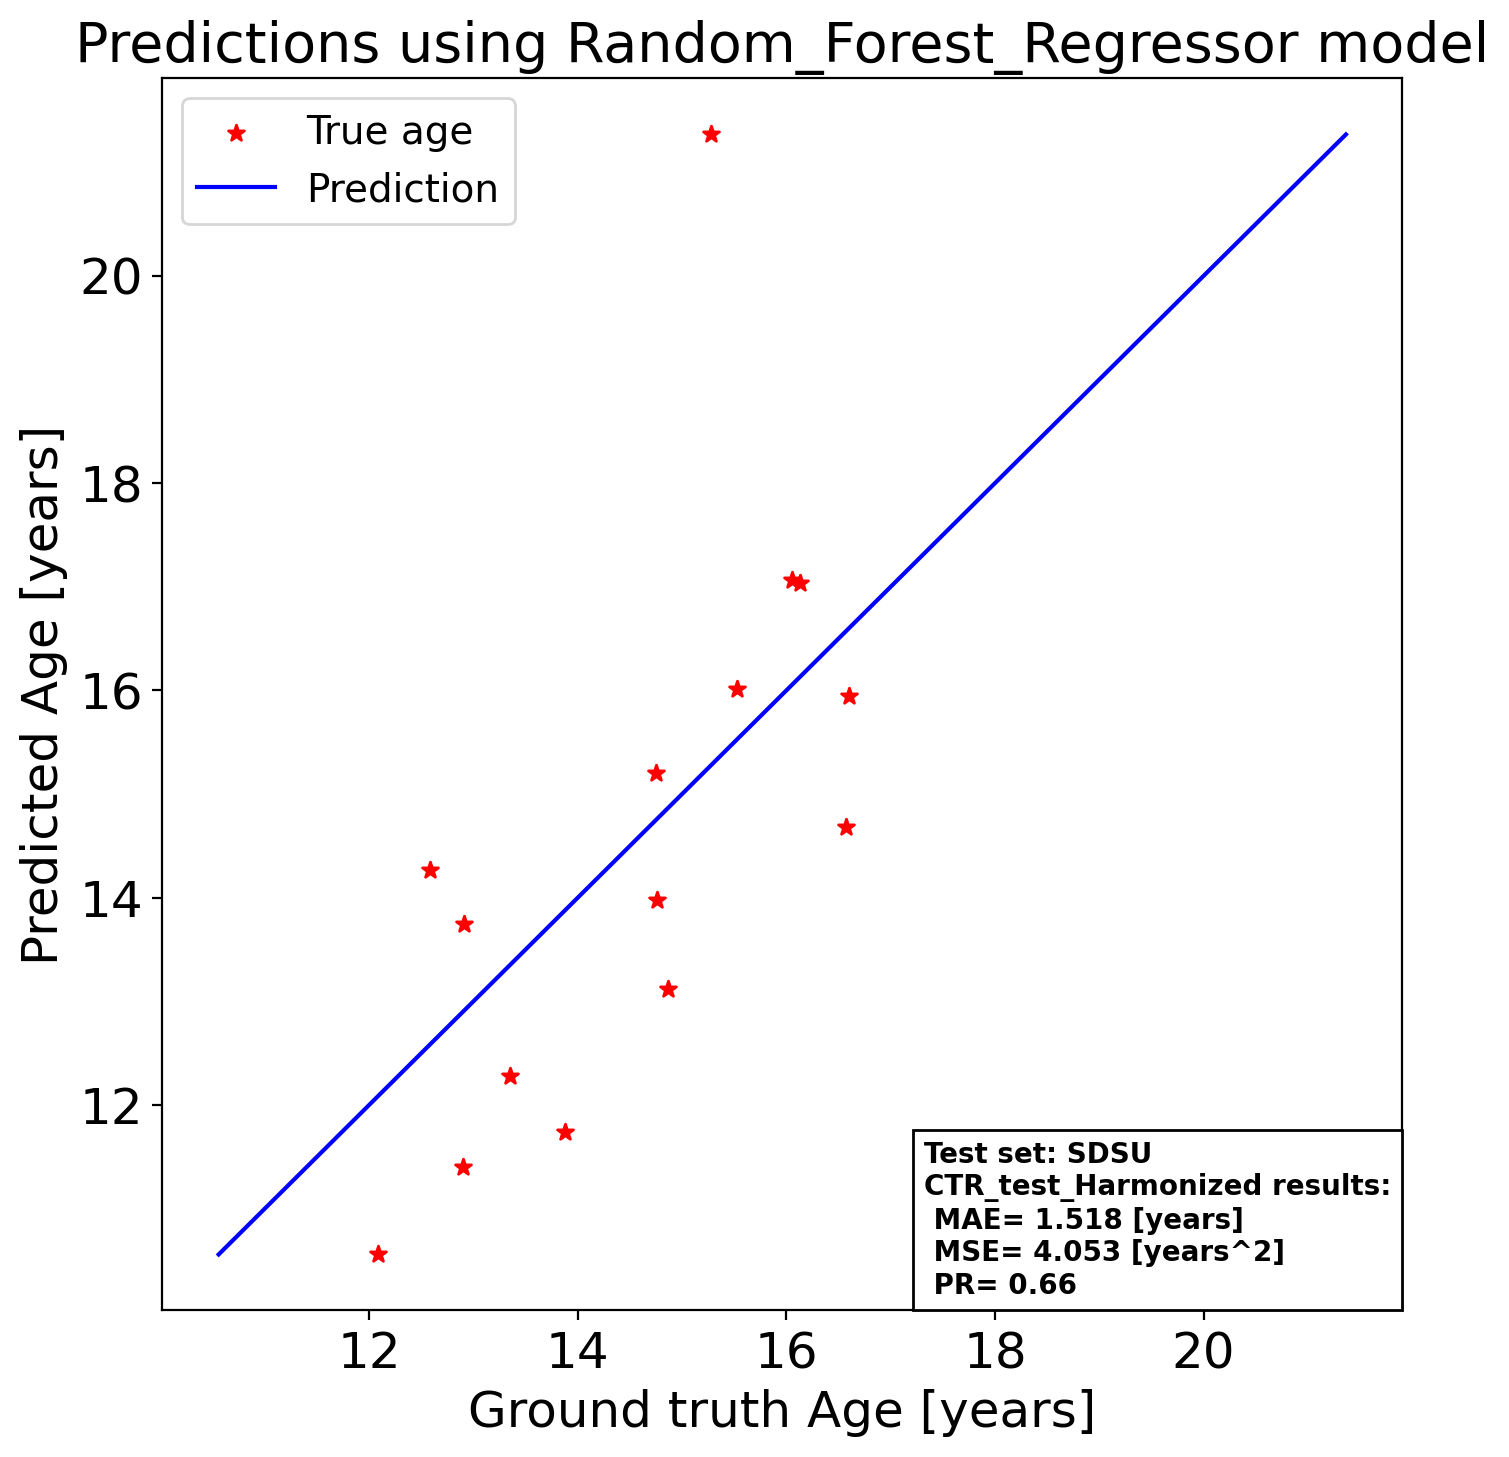 Predictions using Random_Forest_Regressor model
True age
Prediction
20
18
16
14
12
Predicted Age [years]
Test set: SDSU
CTR_test_Harmonized results:
MAE= 1.518 [years]
MSE= 4.053 [years^2]
PR= 0.66
12 14 16 18 20
Ground truth Age [years]